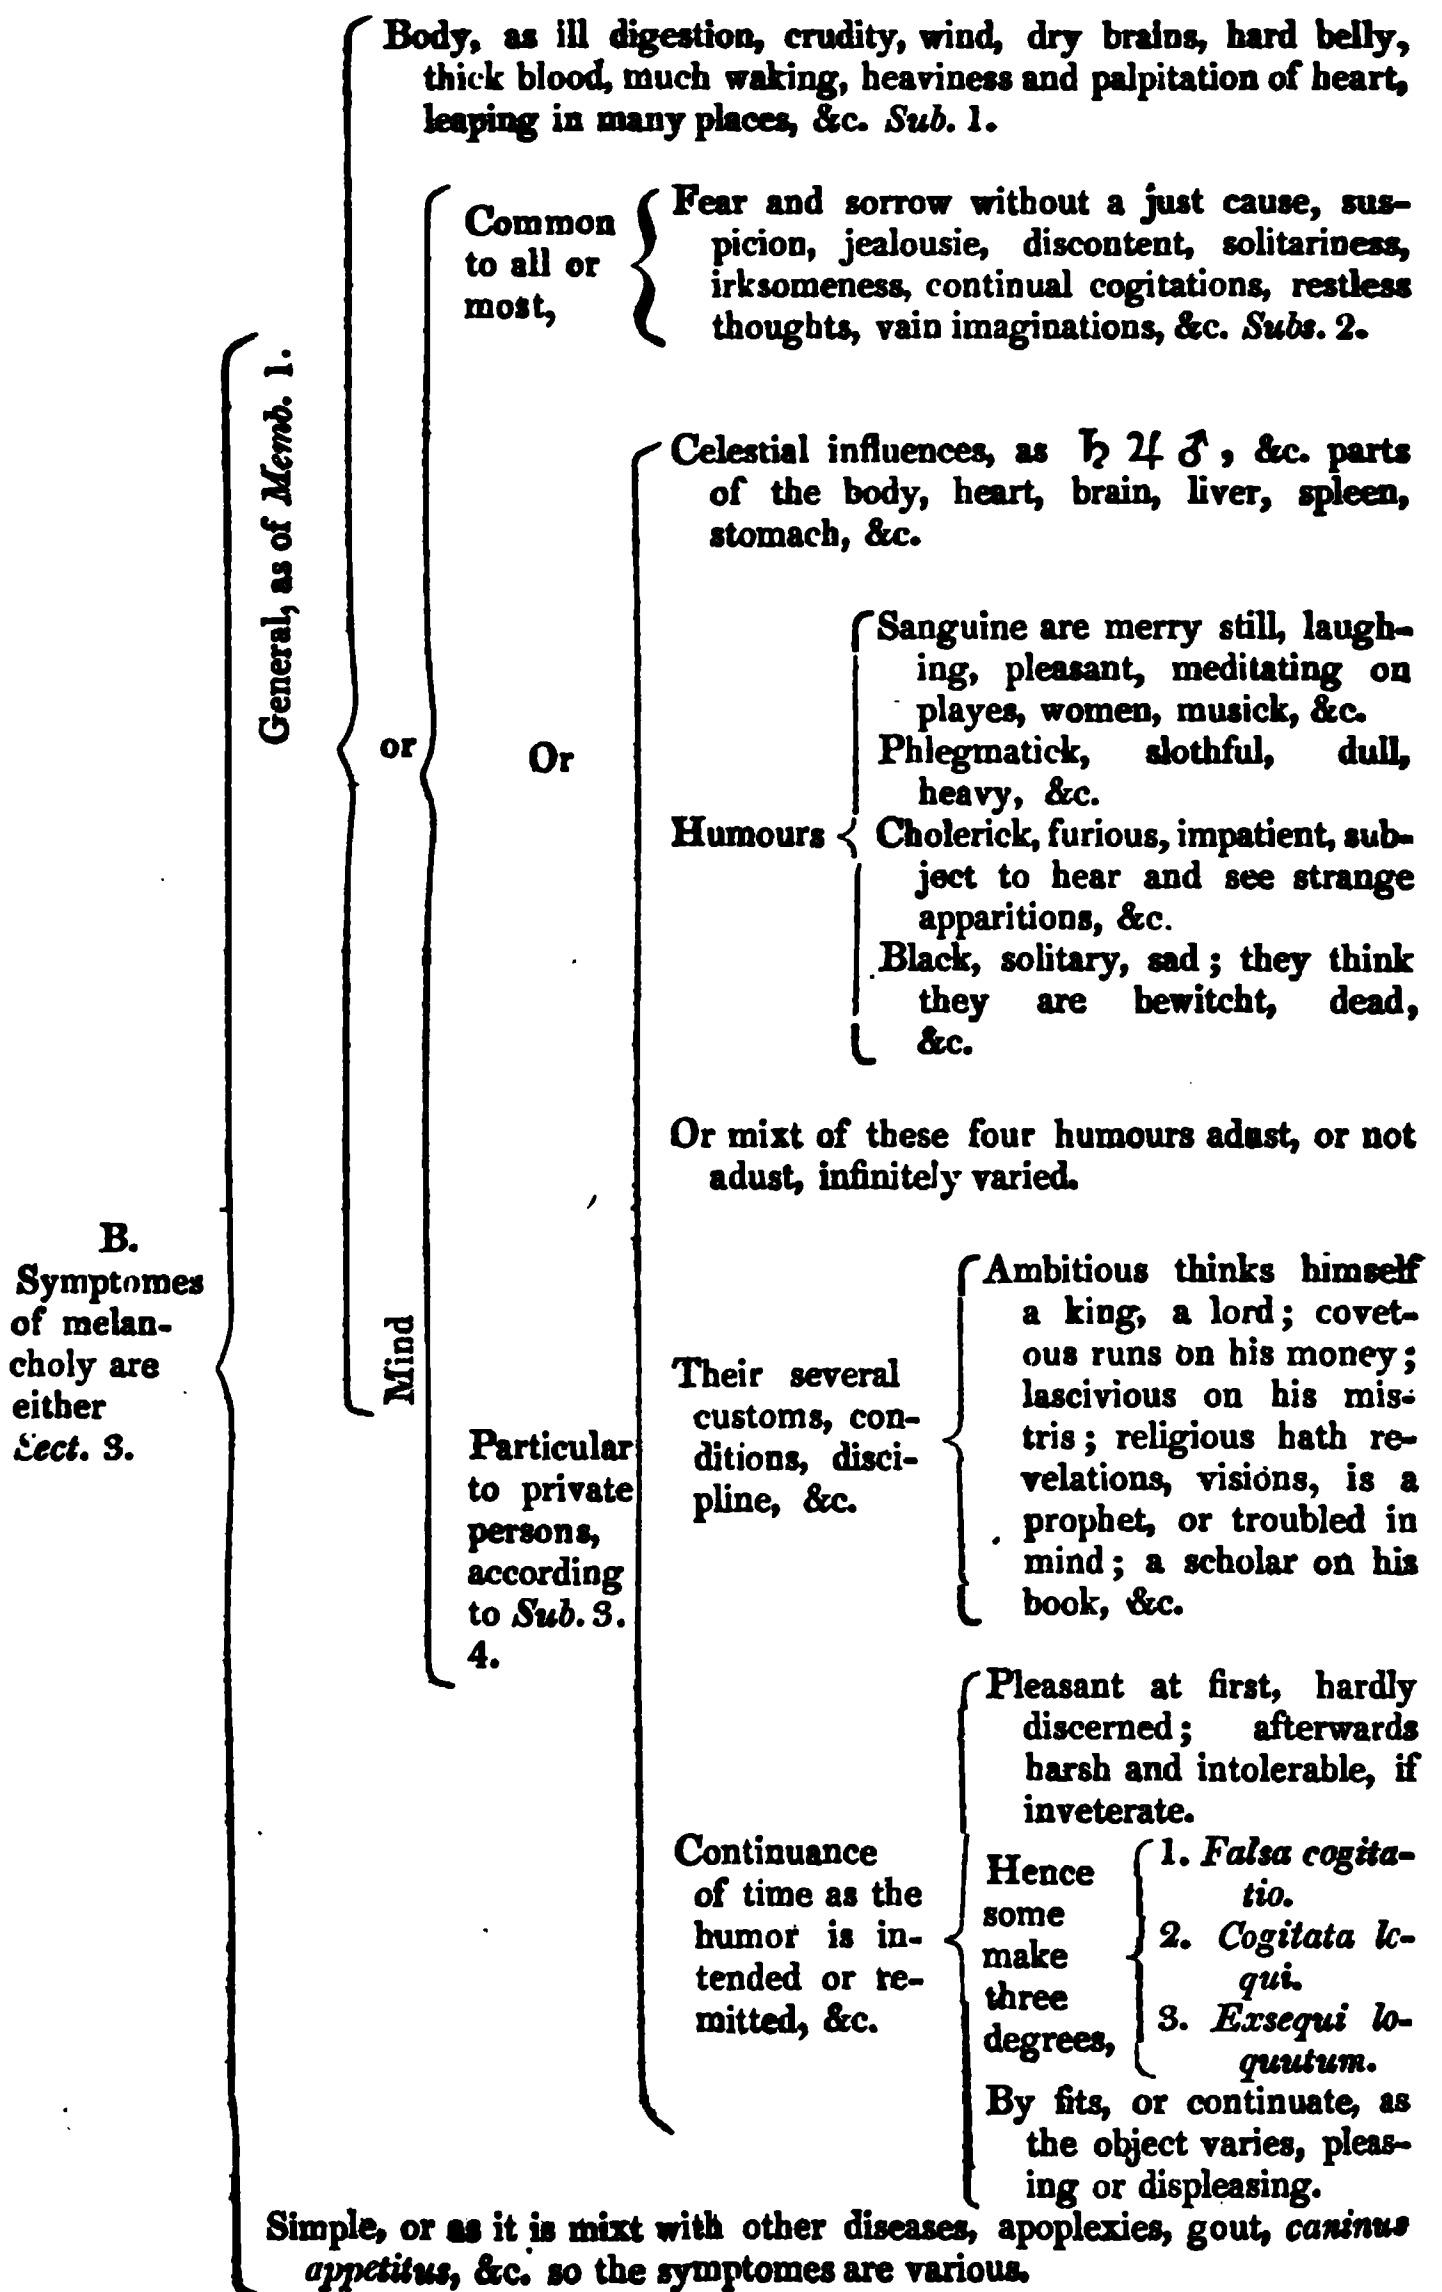 Body, as ill digestion, crudity, wind, dry brains, hard belly,
thick blood, much waking, heaviness and palpitation of heart,
leaping in many places, &c. Sub. 1.
Common
to all or
most,
Fear and sorrow without a just cause, sus-
picion, jealousie, discontent, solitariness,
irksomeness, continual cogitations, restless
thoughts, vain imaginations, &c. Subs. 2.
General, as of Memb. 1.
Celestial influences, as ♄ ♃ ♂, &c. parts
of the body, heart, brain, liver, spleen,
stomach, &c.
or
Or
Humours
Sanguine are merry still, laugh-
ing, pleasant, meditating on
playes, women, musick, &c.
Phlegmatick, slothful, dull,
heavy, &c.
Cholerick, furious, impatient, sub-
ject to hear and see strange
apparitions, &c.
Black, solitary, sad; they think
they are bewitcht, dead,
&c.
Or mixt of these four humours adust, or not
adust, infinitely varied.
B.
Symptomes
of melan-
choly are
either
Sect. 3.
Mind
Particular
to private
persons,
according
to Sub. 3.
4.
Their several
customs, con-
ditions, disci-
pline, &c.
Ambitious thinks himself
a king, a lord; covet-
ous runs on his money;
lascivious on his mis-
tris; religious hath re-
velations, visions, is a
prophet, or troubled in
mind; a scholar on his
book, &c.
Continuance
of time as the
humor is in-
tended or re-
mitted, &c.
Pleasant at first, hardly
discerned; afterwards
harsh and intolerable, if
inveterate.
Hence
some
make
three
degrees,
1. Falsa cogita-
tio.
2. Cogitata lo-
qui.
3. Exsequi lo-
quutum.
By fits, or continuate, as
the object varies, pleas-
ing or displeasing.
Simple, or as it is mixt with other diseases, apoplexies, gout, caninus
appetitus, &c. so the symptomes are various.